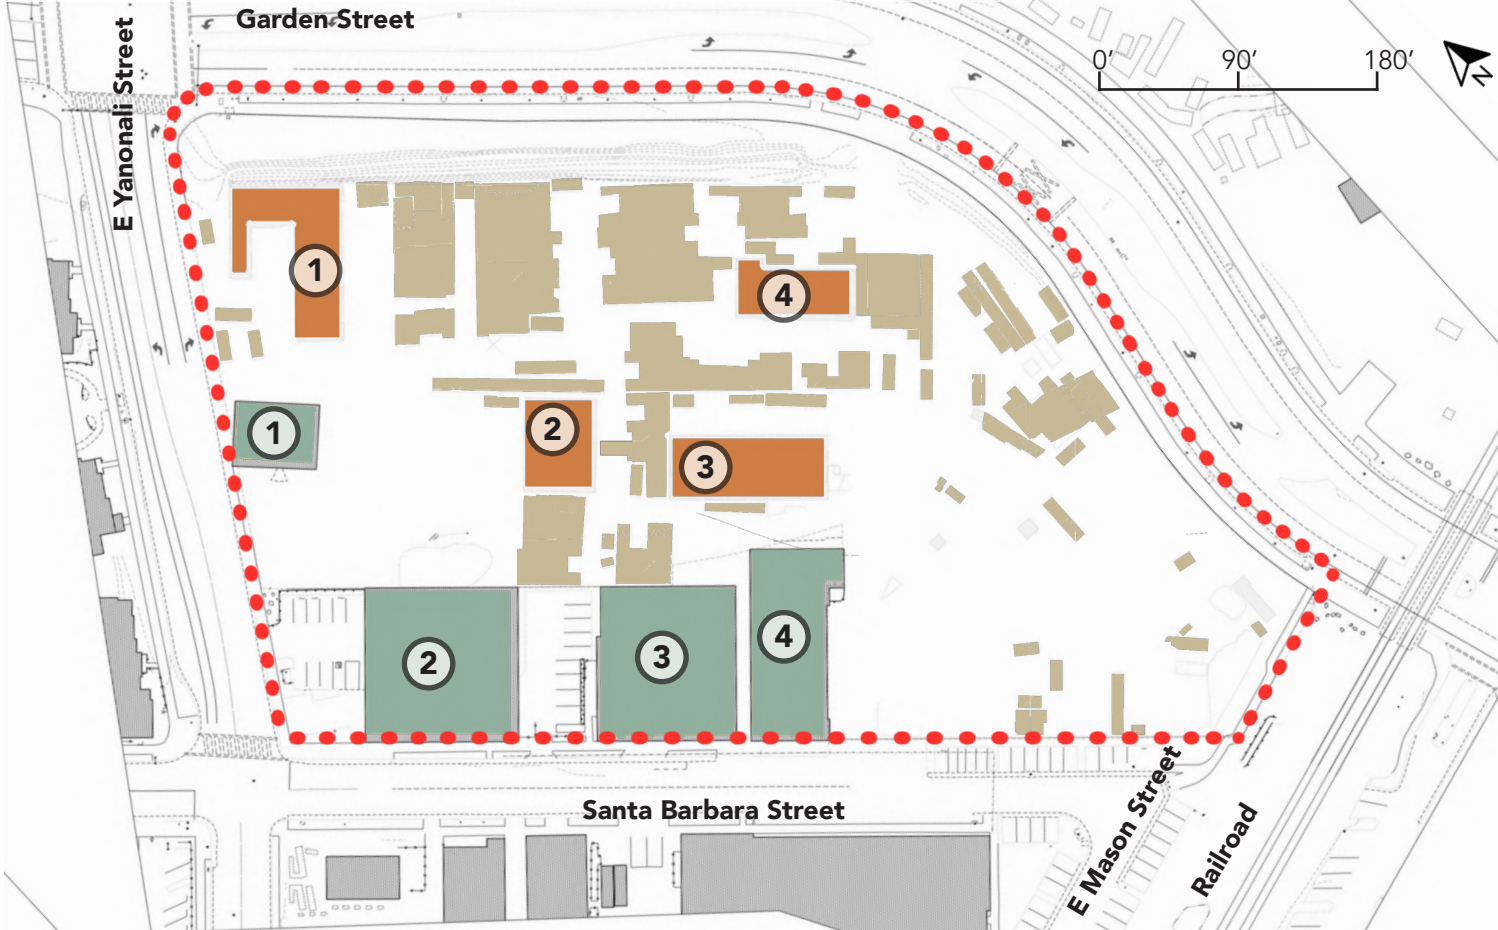 Garden Street
E Yanonali Street
0' 90' 180'
N
1
4
1
2
3
2
3
4
Santa Barbara Street
E Mason Street
Railroad